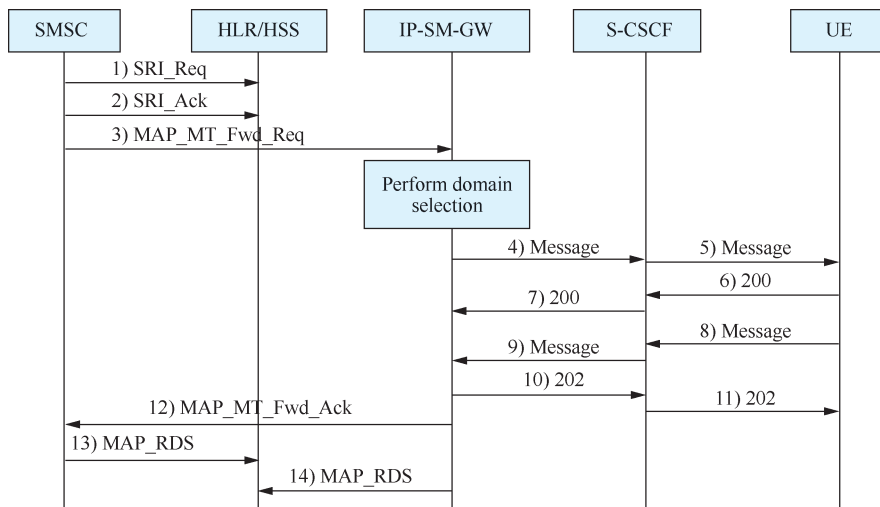 SMSC
HLR/HSS
IP-SM-GW
S-CSCF
UE
1) SRI_Req
2) SRI_Ack
3) MAP_MT_Fwd_Req
Perform domain
selection
4) Message
5) Message
6) 200
7) 200
8) Message
9) Message
10) 202
11) 202
12) MAP_MT_Fwd_Ack
13) MAP_RDS
14) MAP_RDS